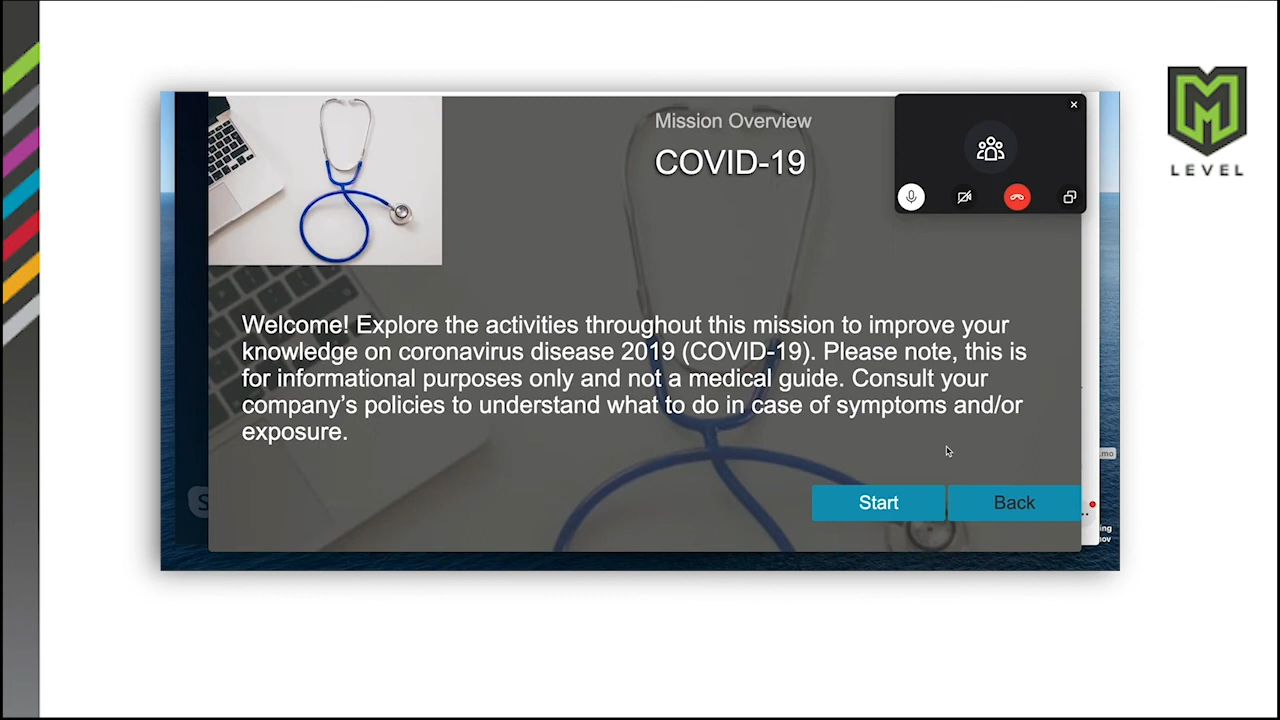 Mission Overview
COVID-19
M
LEVEL
Welcome! Explore the activities throughout this mission to improve your
knowledge on coronavirus disease 2019 (COVID-19). Please note, this is
for informational purposes only and not a medical guide. Consult your
company’s policies to understand what to do in case of symptoms and/or
exposure.
.mo
S
Start
Back
ing